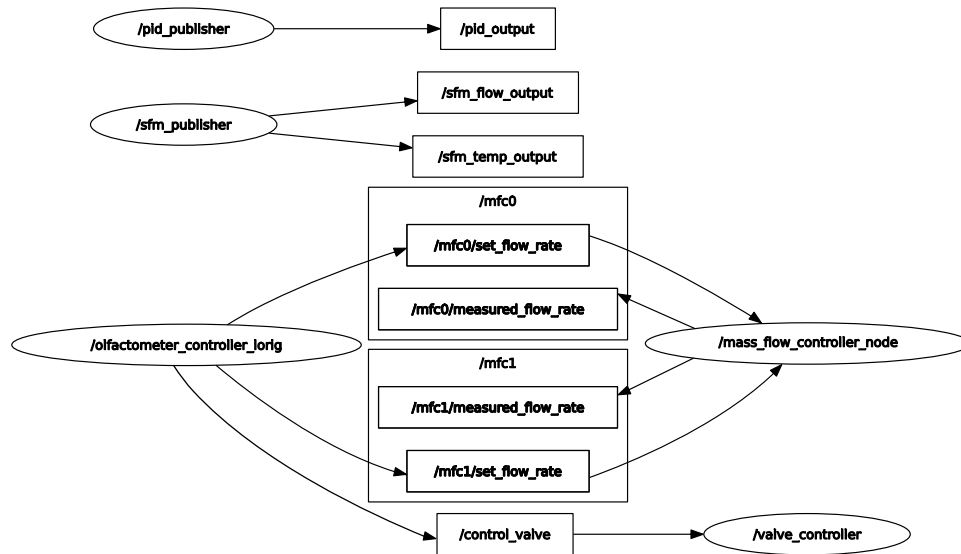 /pid_publisher
/pid_output
/sfm_flow_output
/sfm_publisher
/sfm_temp_output
/mfc0
/mfc0/set_flow_rate
/mfc0/measured_flow_rate
/olfactometer_controller_lorig
/mass_flow_controller_node
/mfc1
/mfc1/measured_flow_rate
/mfc1/set_flow_rate
/control_valve
/valve_controller